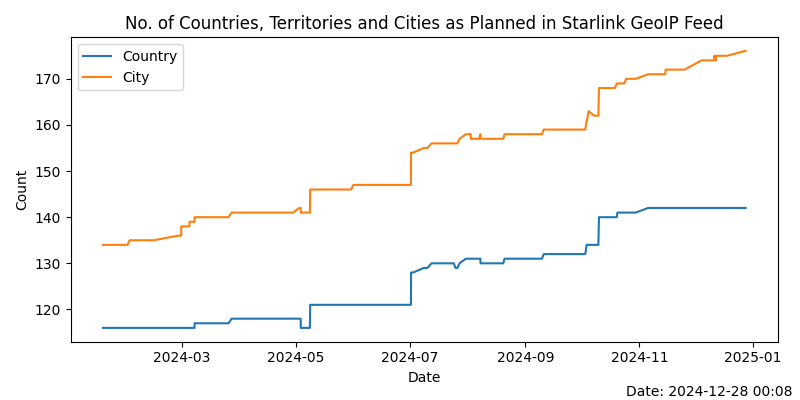 No. of Countries, Territories and Cities as Planned in Starlink GeoIP Feed
Country
City
170
160
150
140
130
120
Count
2024-03
2024-05
2024-07
2024-09
2024-11
2025-01
Date
Date: 2024-12-28 00:08